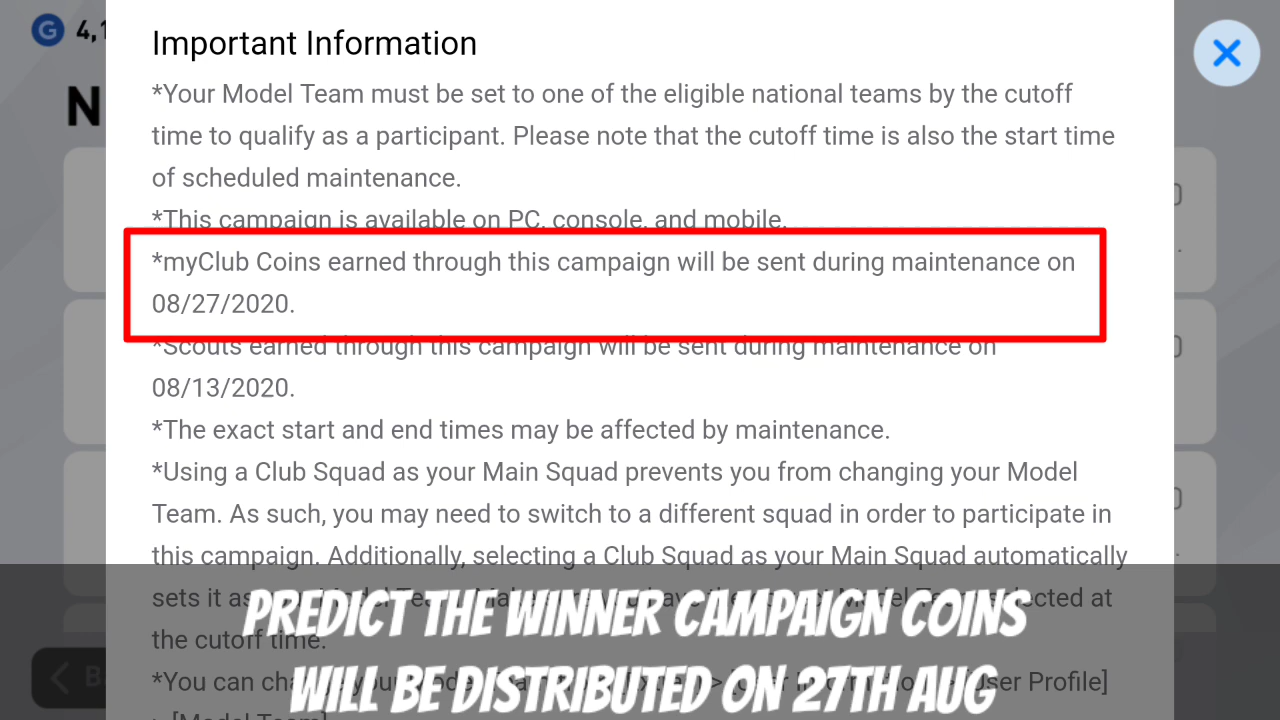 4,1
Important Information
N
*Your Model Team must be set to one of the eligible national teams by the cutoff
time to qualify as a participant. Please note that the cutoff time is also the start time
of scheduled maintenance.
*This campaign is available on PC, console, and mobile.
*myClub Coins earned through this campaign will be sent during maintenance on
08/27/2020.
*Scouts earned through this campaign will be sent during maintenance on
08/13/2020.
*The exact start and end times may be affected by maintenance.
*Using a Club Squad as your Main Squad prevents you from changing your Model
Team. As such, you may need to switch to a different squad in order to participate in
this campaign. Additionally, selecting a Club Squad as your Main Squad automatically
sets it as at
the cutoff time.
*You can User Profile]
> [Model Team]
PREDICT THE WINNER CAMPAIGN COINS
WILL BE DISTRIBUTED ON 27TH AUG